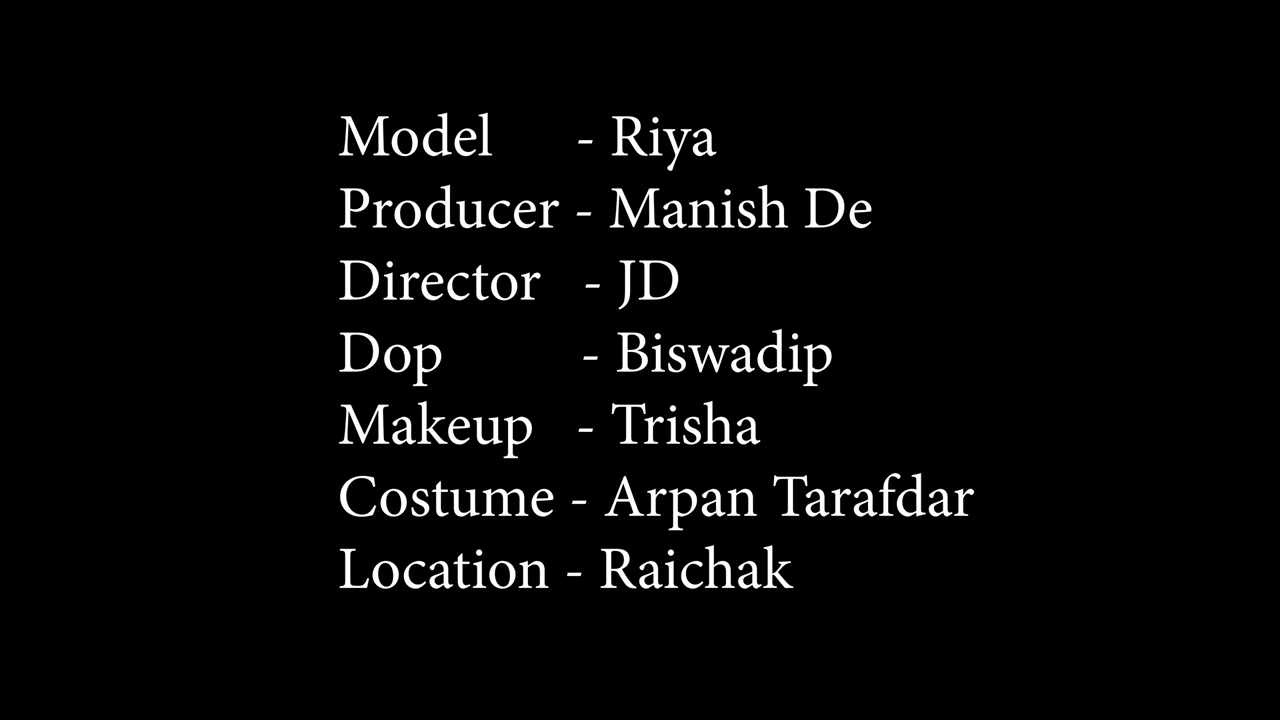 Model - Riya
Producer - Manish De
Director - JD
Dop - Biswadip
Makeup - Trisha
Costume - Arpan Tarafdar
Location - Raichak